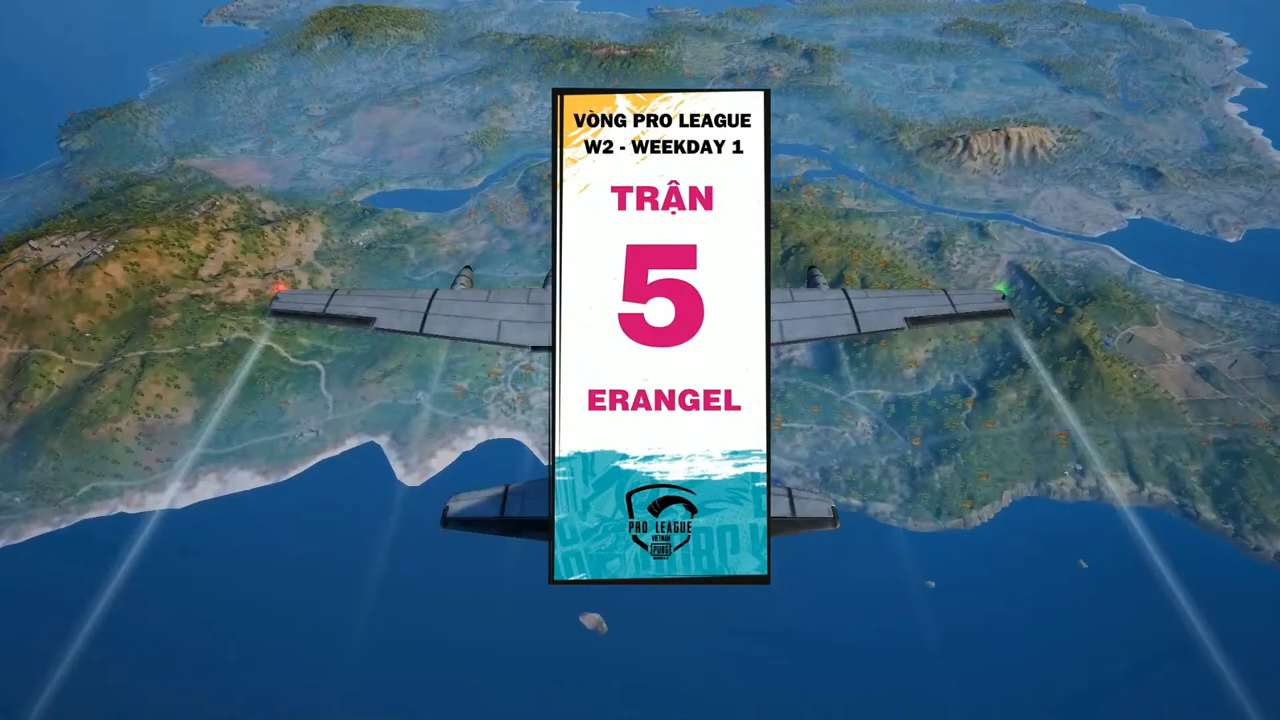 VÒNG PRO LEAGUE
W2 - WEEKDAY 1
TRẬN
5
ERANGEL
PRO LEAGUE
VIETNAM
PUBG